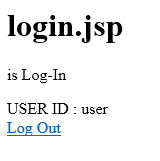 login.jsp
is Log-In
USER ID : user
Log Out